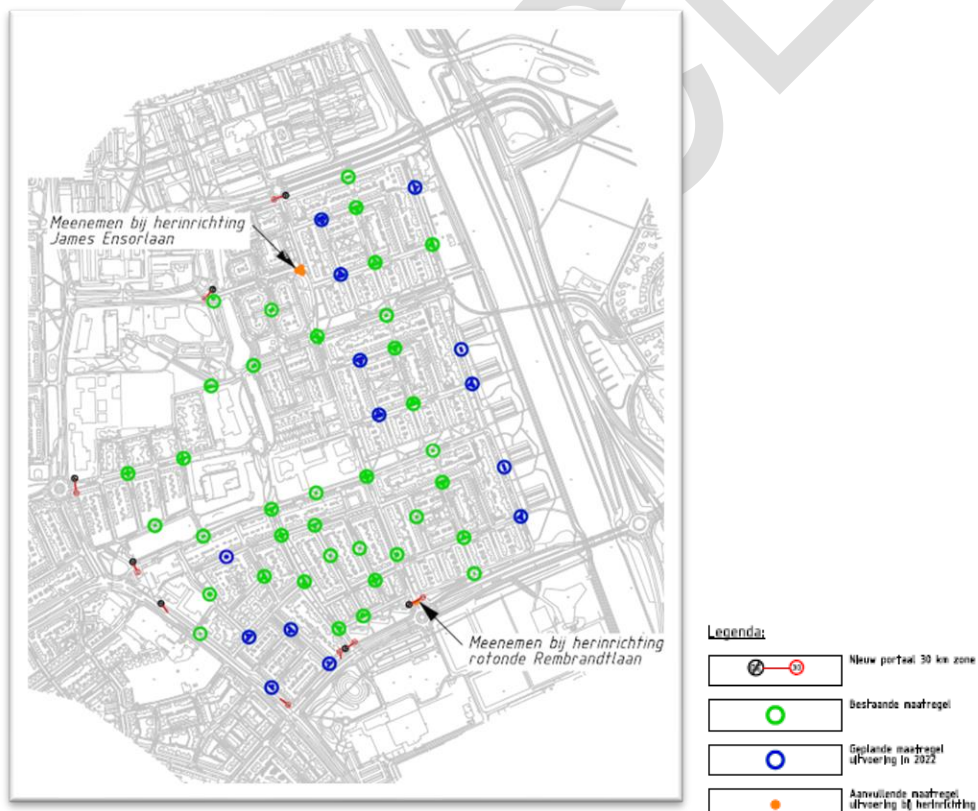 Meenemen bij herinrichting
James Ensorlaan
Meenemen bij herinrichting
rotonde Rembrandtlaan
Legenda:
30 Nieuw portaal 30 km zone
Bestaande maatregel
Geplande maatregel
uitvoering in 2022
Aanvullende maatregel
uitvoering bij herinrichting